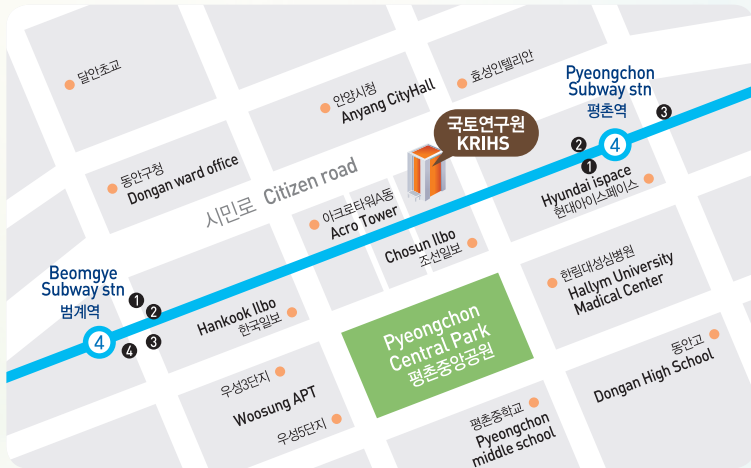 달안초교
안양시청
Anyang CityHall
효성인텔리안
Pyeongchon
Subway stn
평촌역
4
1
2
3
국토연구원
KRIHS
동안구청
Dongan ward office
시민로 Citizen road
아크로타워A동
Acro Tower
Chosun Ilbo
조선일보
Hyundai ispace
현대아이스페이스
Beomgye
Subway stn
범계역
4
1
2
3
4
Hankook Ilbo
한국일보
Pyeongchon
Central Park
평촌중앙공원
한림대성심병원
Hallym University
Madical Center
우성3단지
Woosung APT
우성5단지
평촌중학교
Pyeongchon
middle school
동안고
Dongan High School